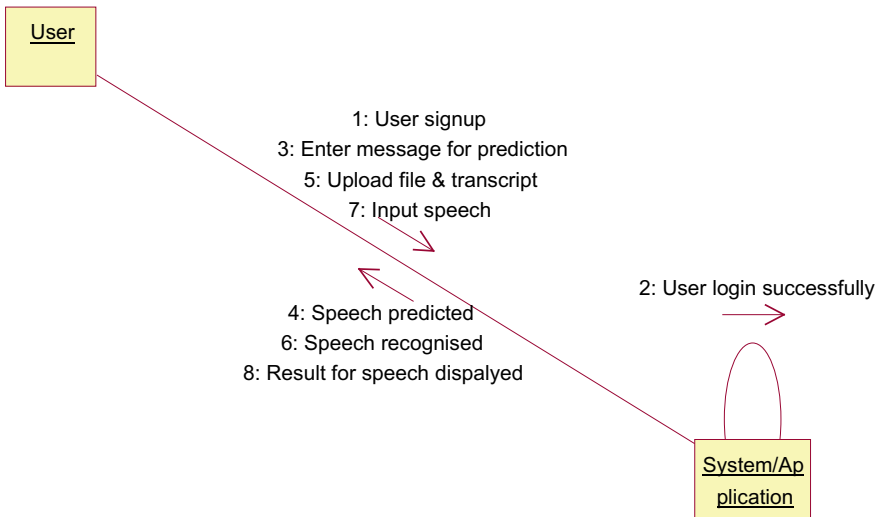 User
1: User signup
3: Enter message for prediction
5: Upload file & transcript
7: Input speech
2: User login successfully
4: Speech predicted
6: Speech recognised
8: Result for speech dispalyed
System/Ap
plication